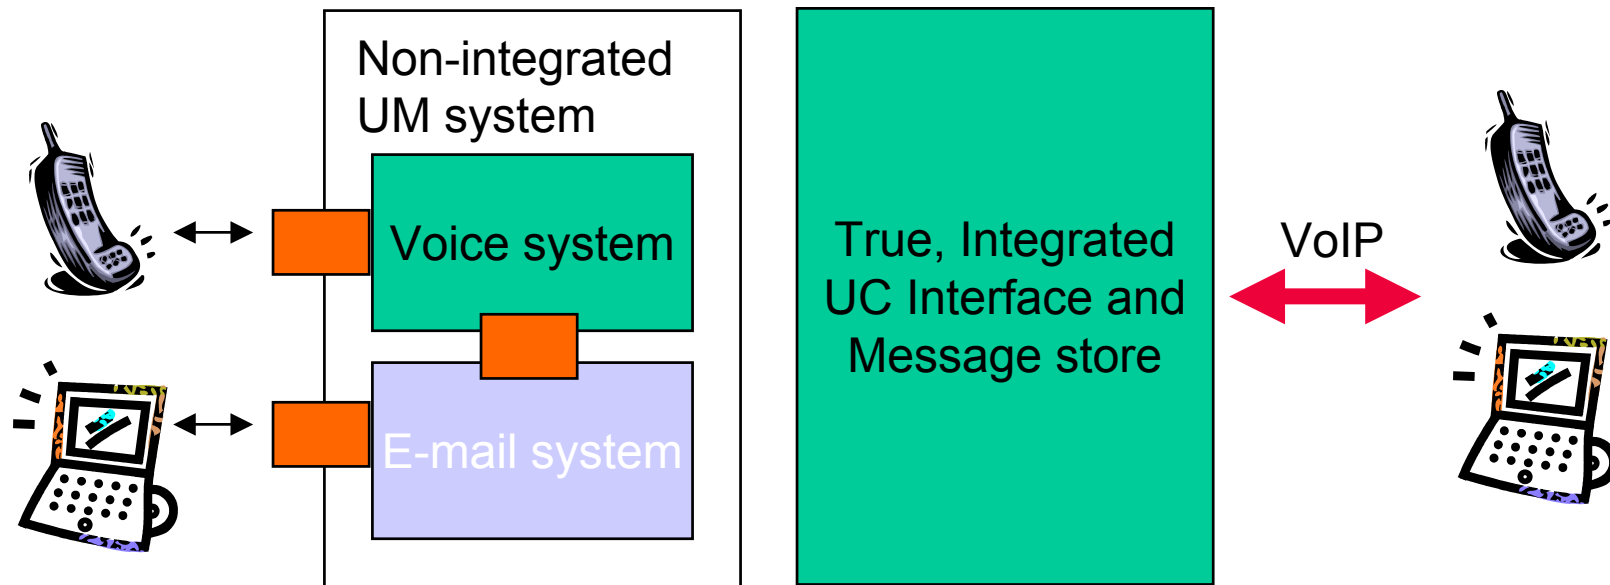 Non-integrated
UM system
Voice system
E-mail system
True, Integrated
UC Interface and
Message store
VoIP